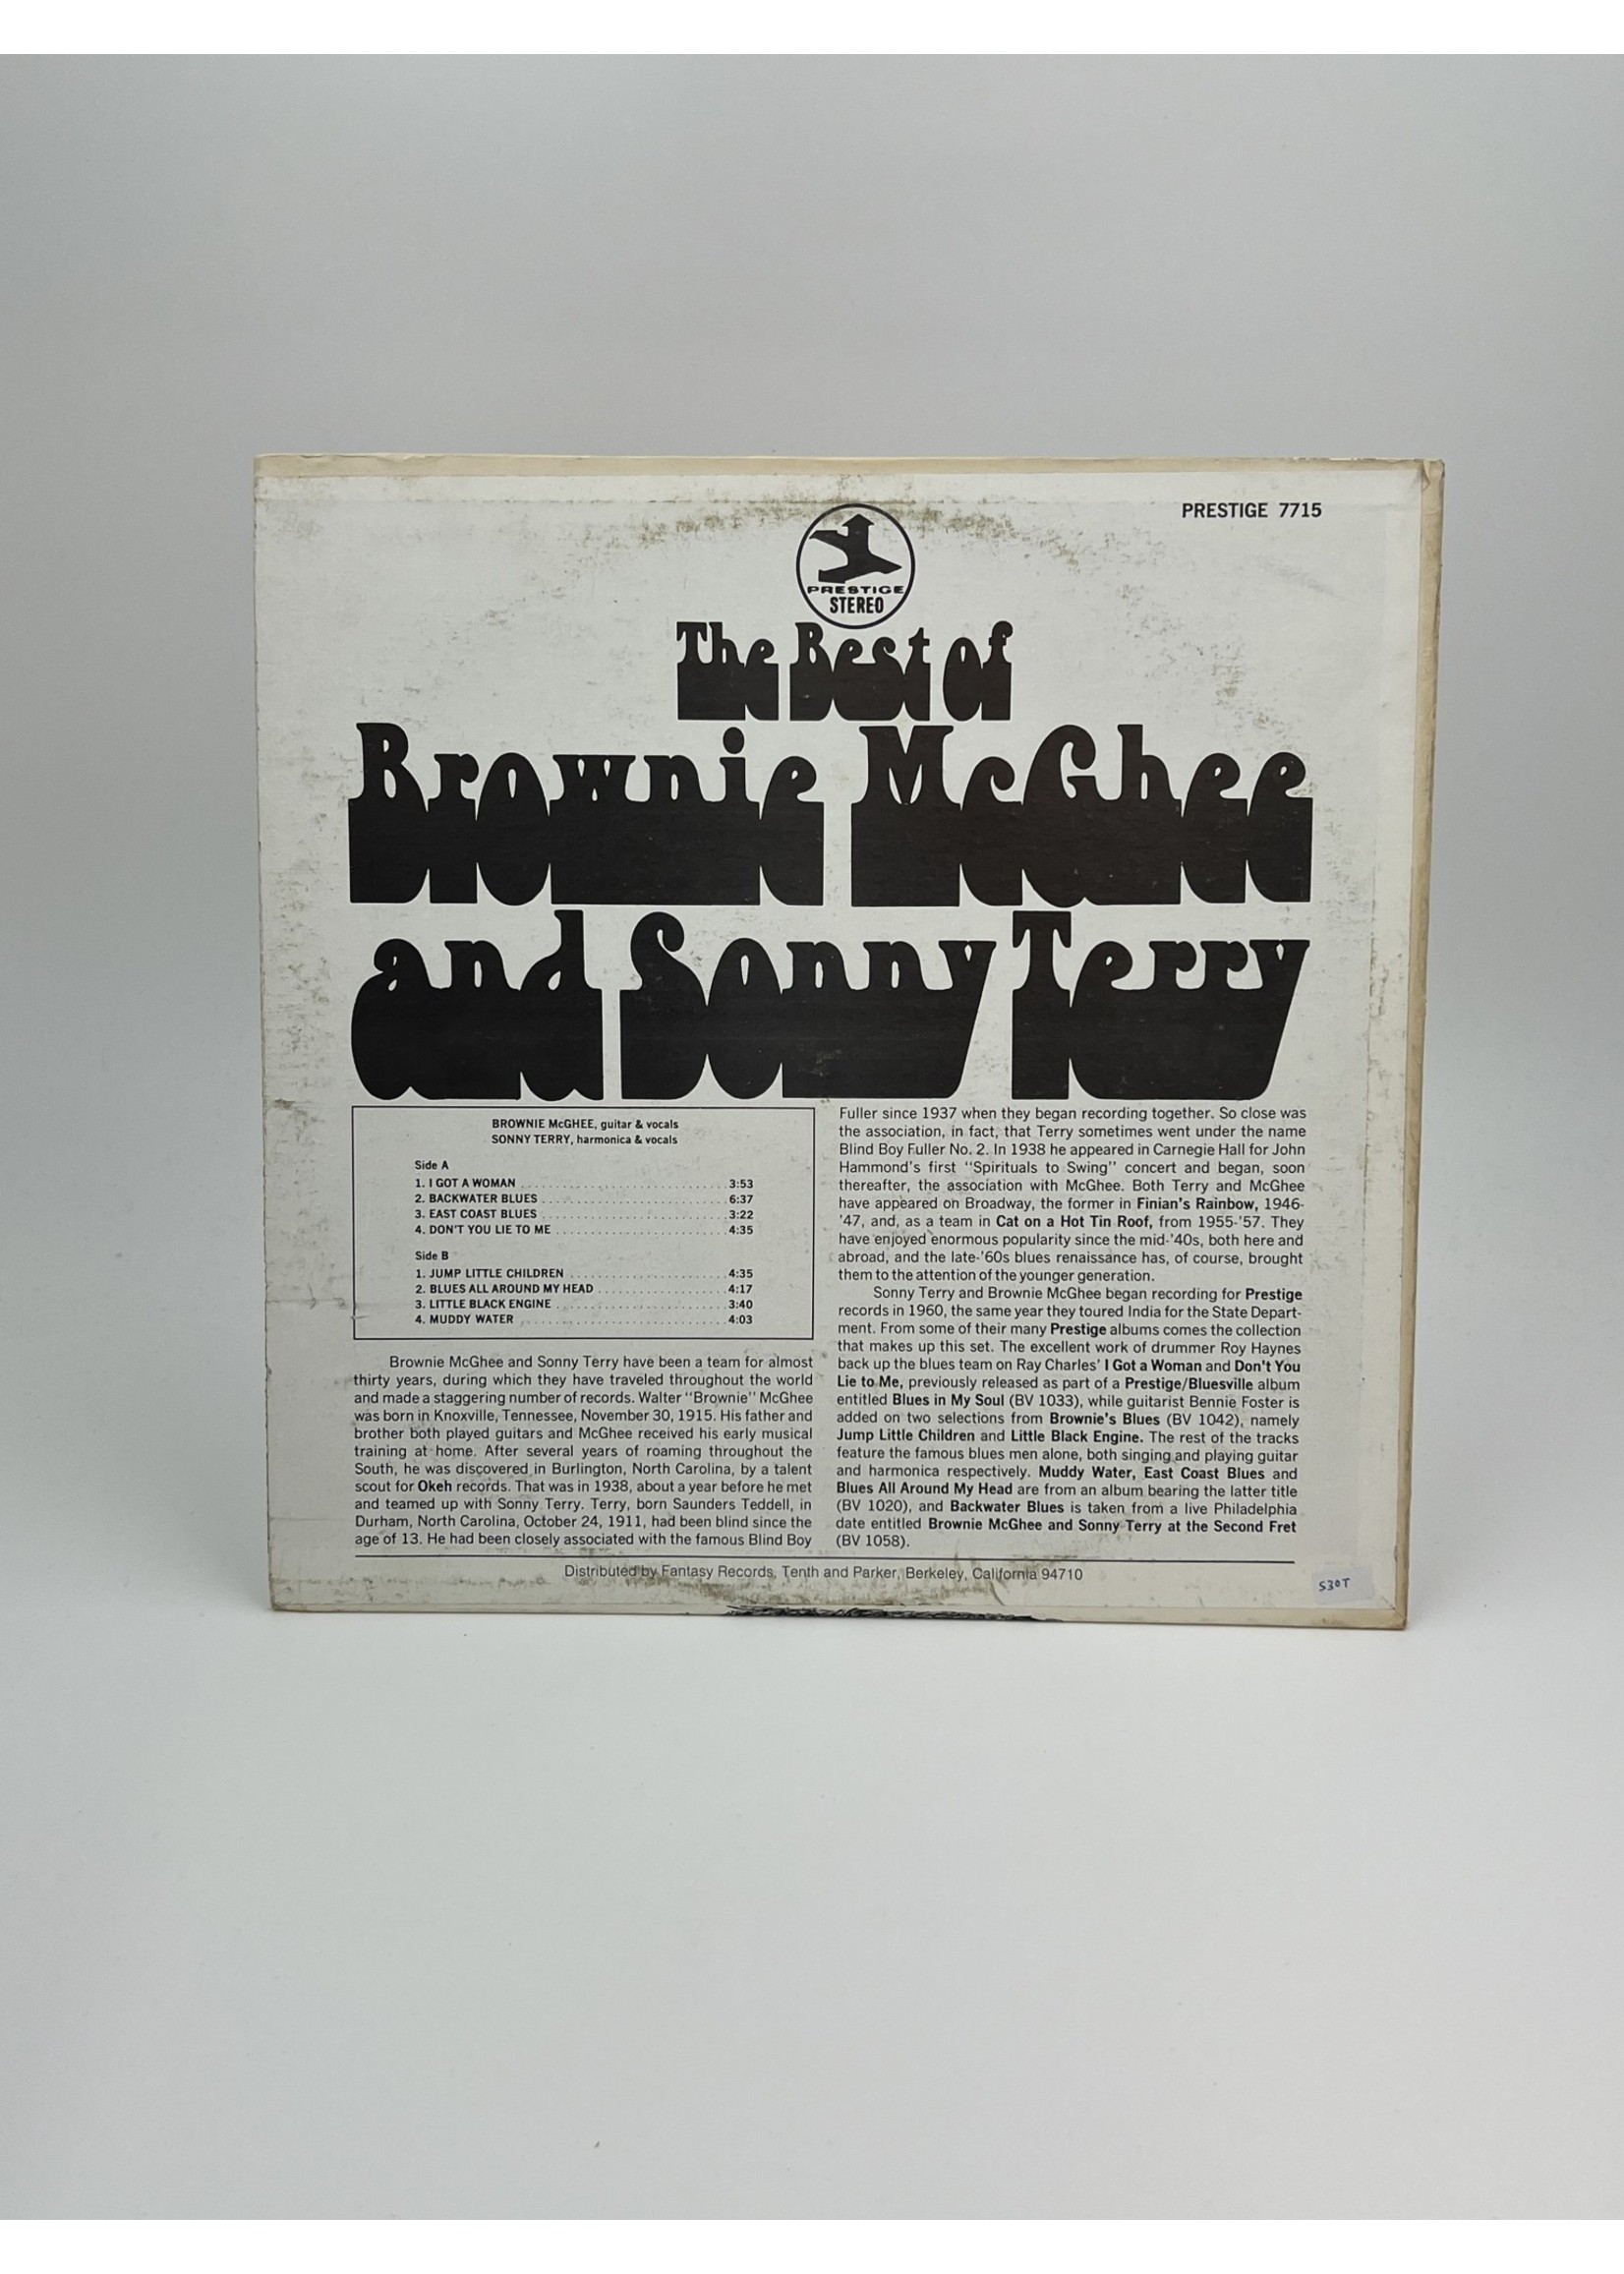 PRESTIGE 7715
PRESTIGE
STEREO
The Best of
Brownie McGhee
and Sonny Terry
BROWNIE McGHEE, guitar & vocals
SONNY TERRY, harmonica & vocals
Side A
1. I GOT A WOMAN 3:53
2. BACKWATER BLUES 6:37
3. EAST COAST BLUES 3:22
4. DON'T YOU LIE TO ME 4:35
Side B
1. JUMP LITTLE CHILDREN 4:35
2. BLUES ALL AROUND MY HEAD 4:17
3. LITTLE BLACK ENGINE 3:40
4. MUDDY WATER 4:03
Brownie McGhee and Sonny Terry have been a team for almost
thirty years, during which they have traveled throughout the world
and made a staggering number of records. Walter "Brownie" McGhee
was born in Knoxville, Tennessee, November 30, 1915. His father and
brother both played guitars and McGhee received his early musical
training at home. After several years of roaming throughout the
South, he was discovered in Burlington, North Carolina, by a talent
scout for Okeh records. That was in 1938, about a year before he met
and teamed up with Sonny Terry. Terry, born Saunders Teddell, in
Durham, North Carolina, October 24, 1911, had been blind since the
age of 13. He had been closely associated with the famous Blind Boy
Fuller since 1937 when they began recording together. So close was
the association, in fact, that Terry sometimes went under the name
Blind Boy Fuller No. 2. In 1938 he appeared in Carnegie Hall for John
Hammond's first "Spirituals to Swing" concert and began, soon
thereafter, the association with McGhee. Both Terry and McGhee
have appeared on Broadway, the former in Finian's Rainbow, 1946-
'47, and, as a team in Cat on a Hot Tin Roof, from 1955-'57. They
have enjoyed enormous popularity since the mid-'40s, both here and
abroad, and the late-'60s blues renaissance has, of course, brought
them to the attention of the younger generation.
Sonny Terry and Brownie McGhee began recording for Prestige
records in 1960, the same year they toured India for the State Depart-
ment. From some of their many Prestige albums comes the collection
that makes up this set. The excellent work of drummer Roy Haynes
back up the blues team on Ray Charles' I Got a Woman and Don't You
Lie to Me, previously released as part of a Prestige/Bluesville album
entitled Blues in My Soul (BV 1033), while guitarist Bennie Foster is
added on two selections from Brownie's Blues (BV 1042), namely
Jump Little Children and Little Black Engine. The rest of the tracks
feature the famous blues men alone, both singing and playing guitar
and harmonica respectively. Muddy Water, East Coast Blues and
Blues All Around My Head are from an album bearing the latter title
(BV 1020), and Backwater Blues is taken from a live Philadelphia
date entitled Brownie McGhee and Sonny Terry at the Second Fret
(BV 1058).
Distributed by Fantasy Records, Tenth and Parker, Berkeley, California 94710
S30T